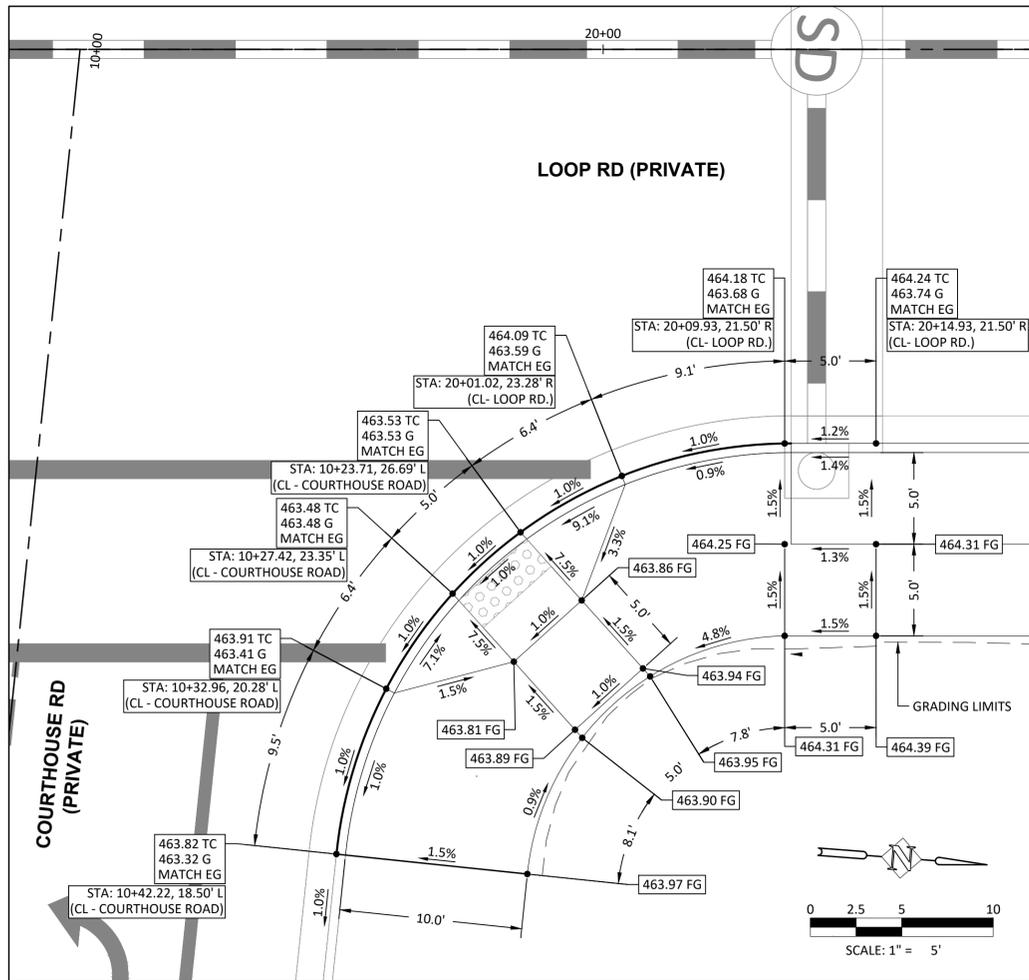 10+00
20+00
SD
LOOP RD (PRIVATE)
464.18 TC
463.68 G
MATCH EG
STA: 20+09.93, 21.50' R
(CL- LOOP RD.)
464.24 TC
463.74 G
MATCH EG
STA: 20+14.93, 21.50' R
(CL- LOOP RD.)
464.09 TC
463.59 G
MATCH EG
STA: 20+01.02, 23.28' R
(CL- LOOP RD.)
9.1'
5.0'
6.4'
463.53 TC
463.53 G
MATCH EG
STA: 10+23.71, 26.69' L
(CL - COURTHOUSE ROAD)
1.0%
1.2%
0.9%
1.4%
5.0'
463.48 TC
463.48 G
MATCH EG
STA: 10+27.42, 23.35' L
(CL - COURTHOUSE ROAD)
1.0%
9.1%
1.5%
1.5%
5.0'
1.0%
1.0%
7.5%
3.3%
464.25 FG
1.3%
464.31 FG
463.86 FG
6.4'
1.0%
7.1%
7.5%
1.0%
5.0'
1.5%
1.5%
1.5%
5.0'
463.91 TC
463.41 G
MATCH EG
STA: 10+32.96, 20.28' L
(CL - COURTHOUSE ROAD)
1.5%
4.8%
1.5%
463.94 FG
463.81 FG
1.5%
1.0%
GRADING LIMITS
COURTHOUSE RD
(PRIVATE)
9.5'
463.89 FG
7.8'
5.0'
464.31 FG
464.39 FG
463.95 FG
1.0%
1.0%
5.0'
463.90 FG
0.9%
8.1'
463.82 TC
463.32 G
MATCH EG
STA: 10+42.22, 18.50' L
(CL - COURTHOUSE ROAD)
1.5%
463.97 FG
1.0%
10.0'
N
0 2.5 5 10
SCALE: 1" = 5'